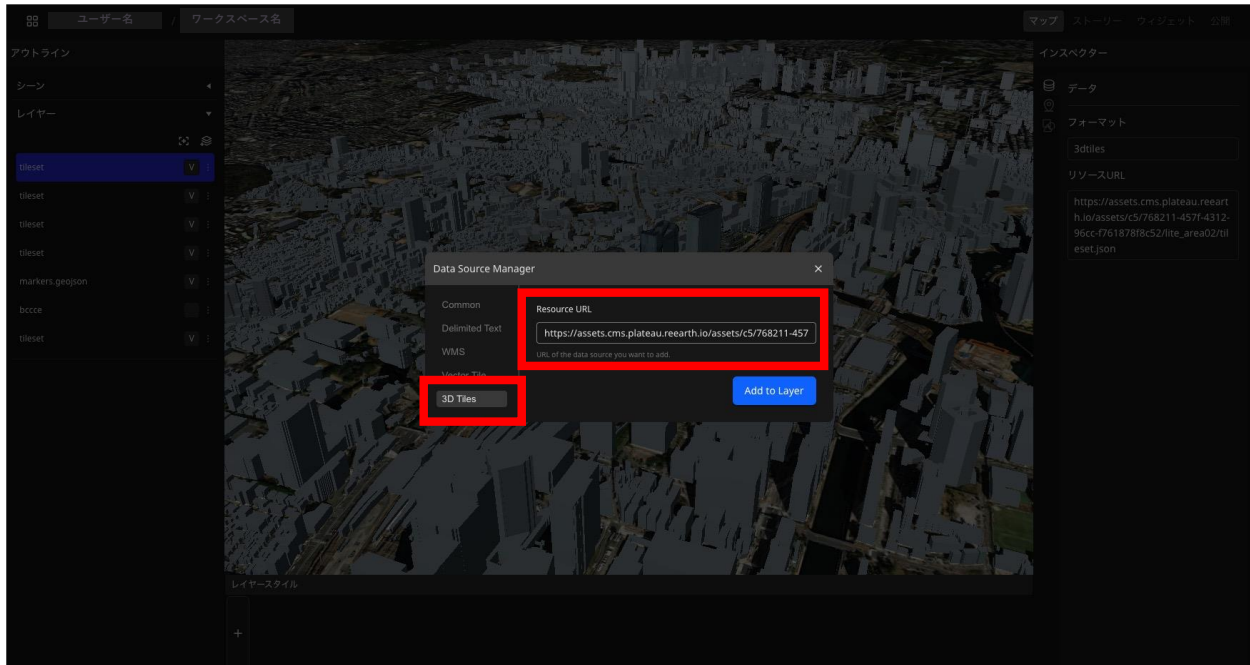 ユーザー名 / ワークスペース名
マップ ストーリー ウィジェット 公開
アウトライン
シーン
レイヤー
tileset V
tileset V
tileset V
tileset V
markers.geojson V
bccce
tileset V
Data Source Manager ×
Common
Delimited Text
WMS
Vector Tile
3D Tiles
Resource URL
https://assets.cms.plateau.reearth.io/assets/c5/768211-457
URL of the data source you want to add.
Add to Layer
レイヤースタイル
+
インスペクター
データ
フォーマット
3dtiles
リソースURL
https://assets.cms.plateau.reeart
h.io/assets/c5/768211-457f-4312-
96cc-f761878f8c52/lite_area02/til
eset.json